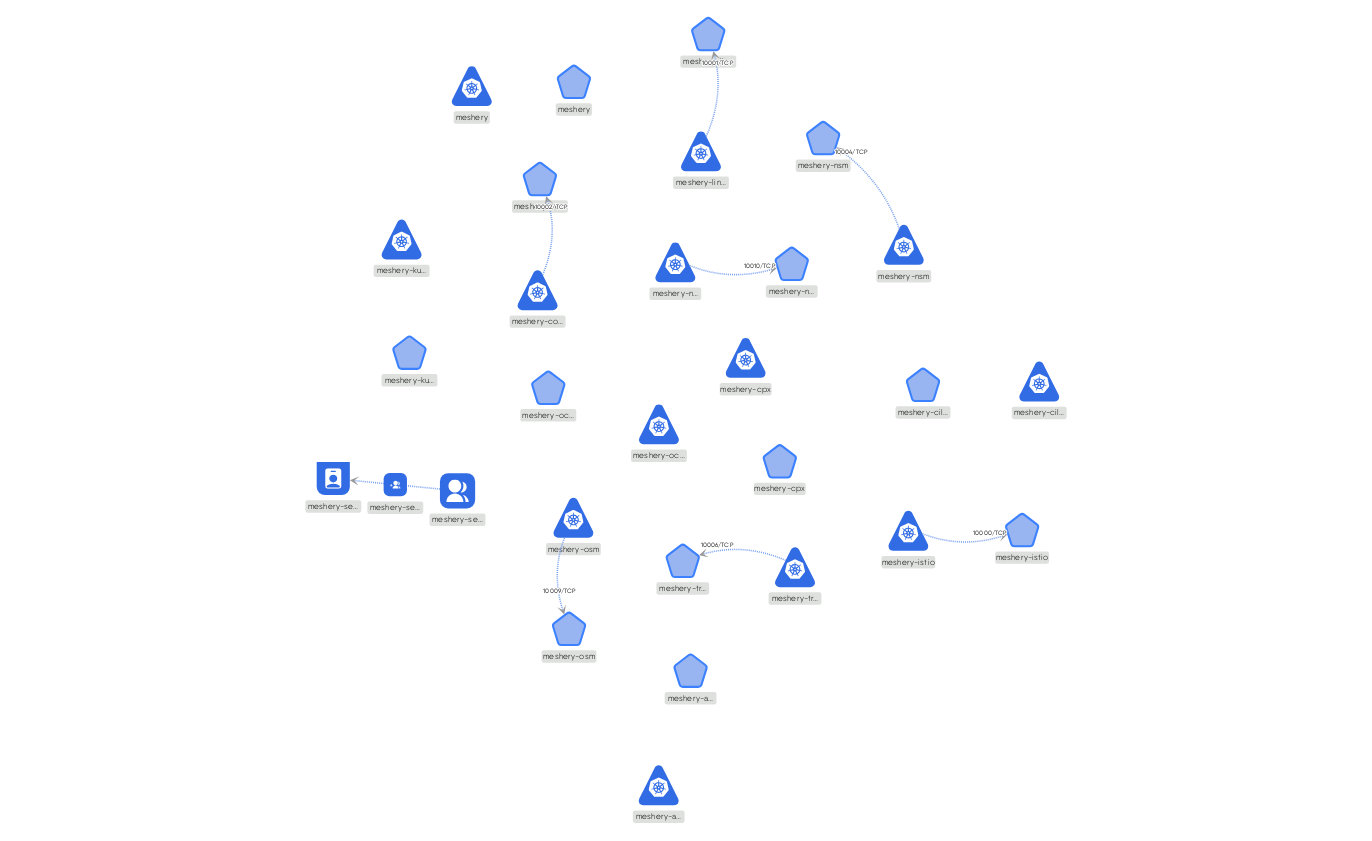 mesh
10001/TCP
meshery
meshery
10004/TCP
meshery-nsm
meshery-lin...
10002/TCP
meshery-ku...
10010/TCP
meshery-nsm
meshery-n...
meshery-n...
meshery-co...
meshery-ku...
meshery-cpx
meshery-oc...
meshery-cil...
meshery-cil...
meshery-oc...
meshery-cpx
meshery-se...
meshery-se...
meshery-se...
10000/TCP
meshery-osm
10006/TCP
meshery-istio
meshery-istio
meshery-tr...
meshery-tr...
10009/TCP
meshery-osm
meshery-a...
meshery-a...